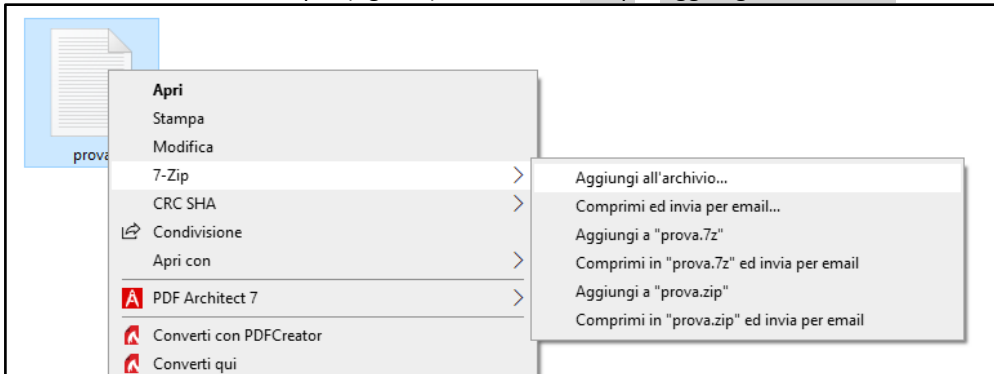 prova
Apri
Stampa
Modifica
7-Zip
CRC SHA
Condivisione
Apri con
PDF Architect 7
Converti con PDFCreator
Converti qui
Aggiungi all'archivio...
Comprimi ed invia per email...
Aggiungi a "prova.7z"
Comprimi in "prova.7z" ed invia per email
Aggiungi a "prova.zip"
Comprimi in "prova.zip" ed invia per email